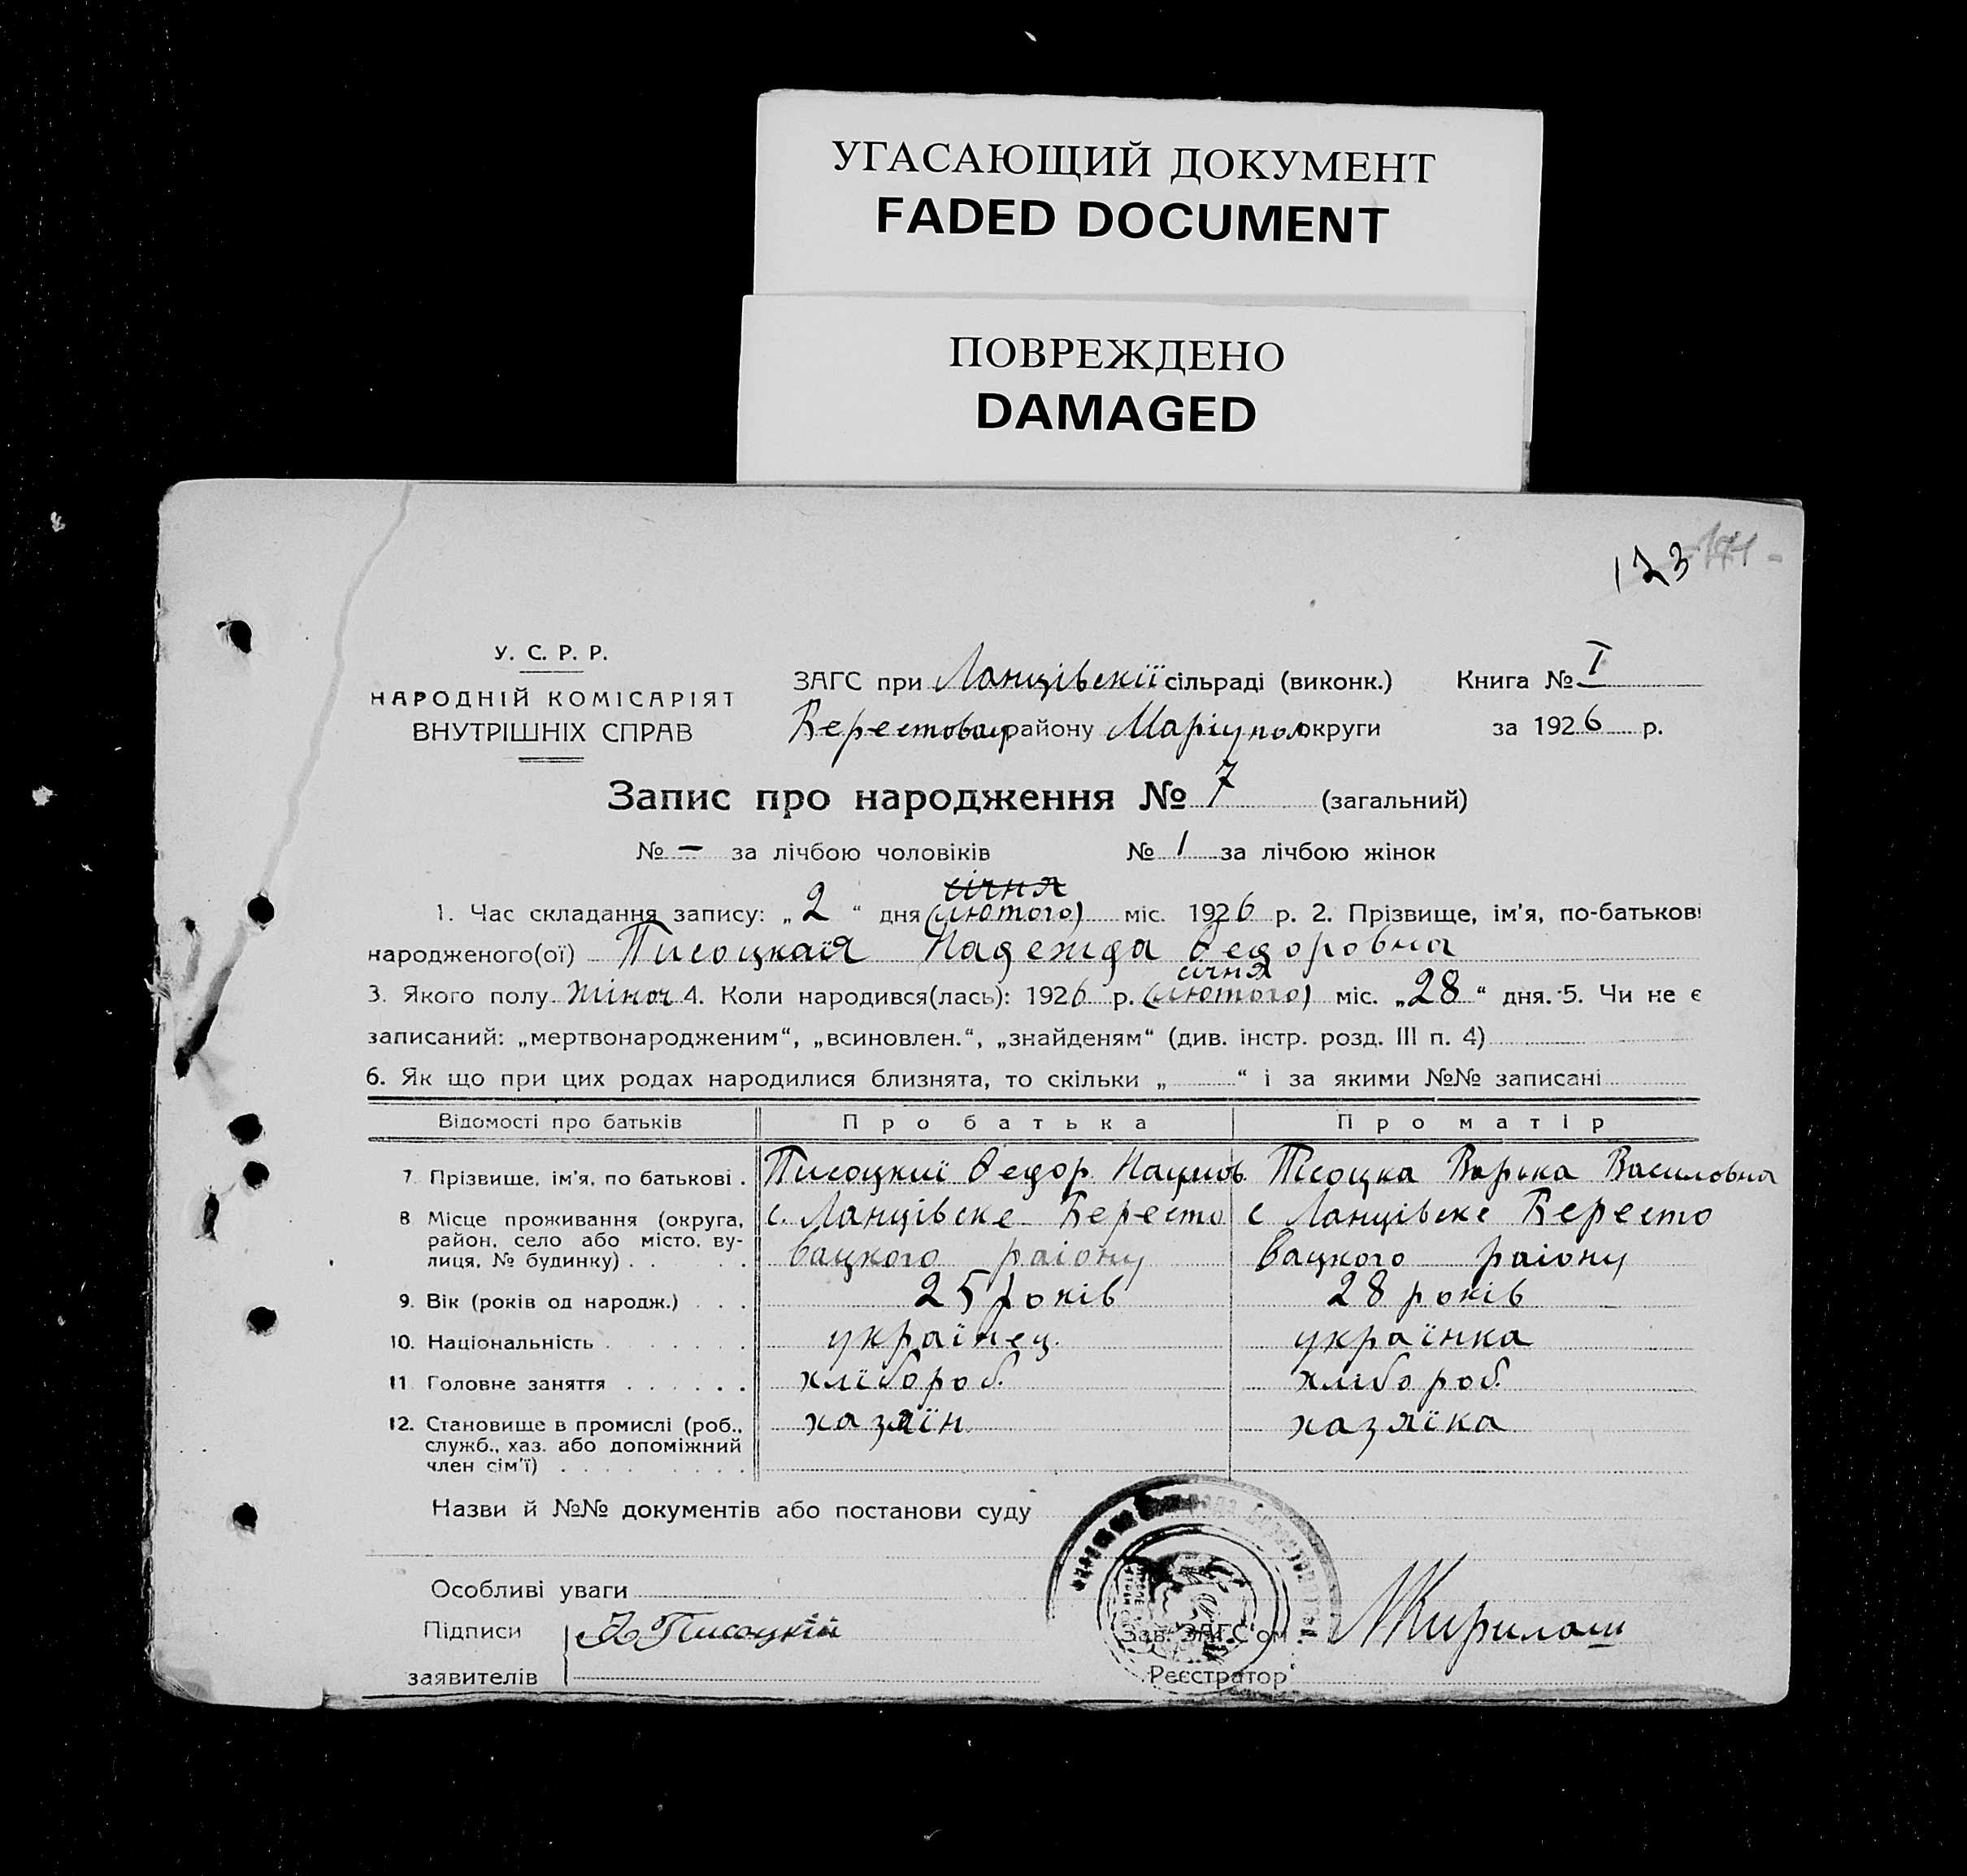 УГАСАЮЩИЙ ДОКУМЕНТ
FADED DOCUMENT
ПОВРЕЖДЕНО
DAMAGED
123
У. С. Р. Р.
НАРОДНІЙ КОМІСАРІЯТ
ВНУТРІШНІХ СПРАВ
ЗАГС при Ланцівскії сільраді (виконк.) Книга № I
Берестовац району Маріупол округи за 1926 р.
Запис про народження № 7 (загальний)
№ — за лічбою чоловіків № 1 за лічбою жінок
січня
1. Час складання запису: „2“ дня (лютого) міс. 1926 р. 2. Прізвище, ім'я, по-батькові
народженого(ої) Писоцкая Надежда Федоровна
січня
3. Якого полу жіноч 4. Коли народився(лась): 1926 р. (лютого) міс. „28“ дня. 5. Чи не є
записаний: „мертвонародженим“, „всиновлен.“, „знайденям“ (див. інстр. розд. III п. 4)
6. Як що при цих родах народилися близнята, то скільки „ “ і за якими №№ записані
Відомості про батьків Про батька Про матір
7 Прізвище, ім'я, по батькові . Писоцкиї Федор Наумов Пісоцка Варька Василовна
8 Місце проживання (округа, с. Ланцівске Бересто с Ланцівске Бересто
район, село або місто, ву-
лиця, № будинку) . . . . вацкого раіону вацкого раіону
9. Вік (років од народж.) . . . 25 років 28 років
10. Національність . . . . . . . українец. українка
11 Головне заняття . . . . . . хлібороб. хлібороб.
12. Становище в промислі (роб., хазяїн хазяїка
служб., хаз. або допоміжний
член сім'ї) . . . . . . . . .
Назви й №№ документів або постанови суду
Особливі уваги
Підписи Писоцкій Зав. ЗАГС'ом
заявителів Реєстратор